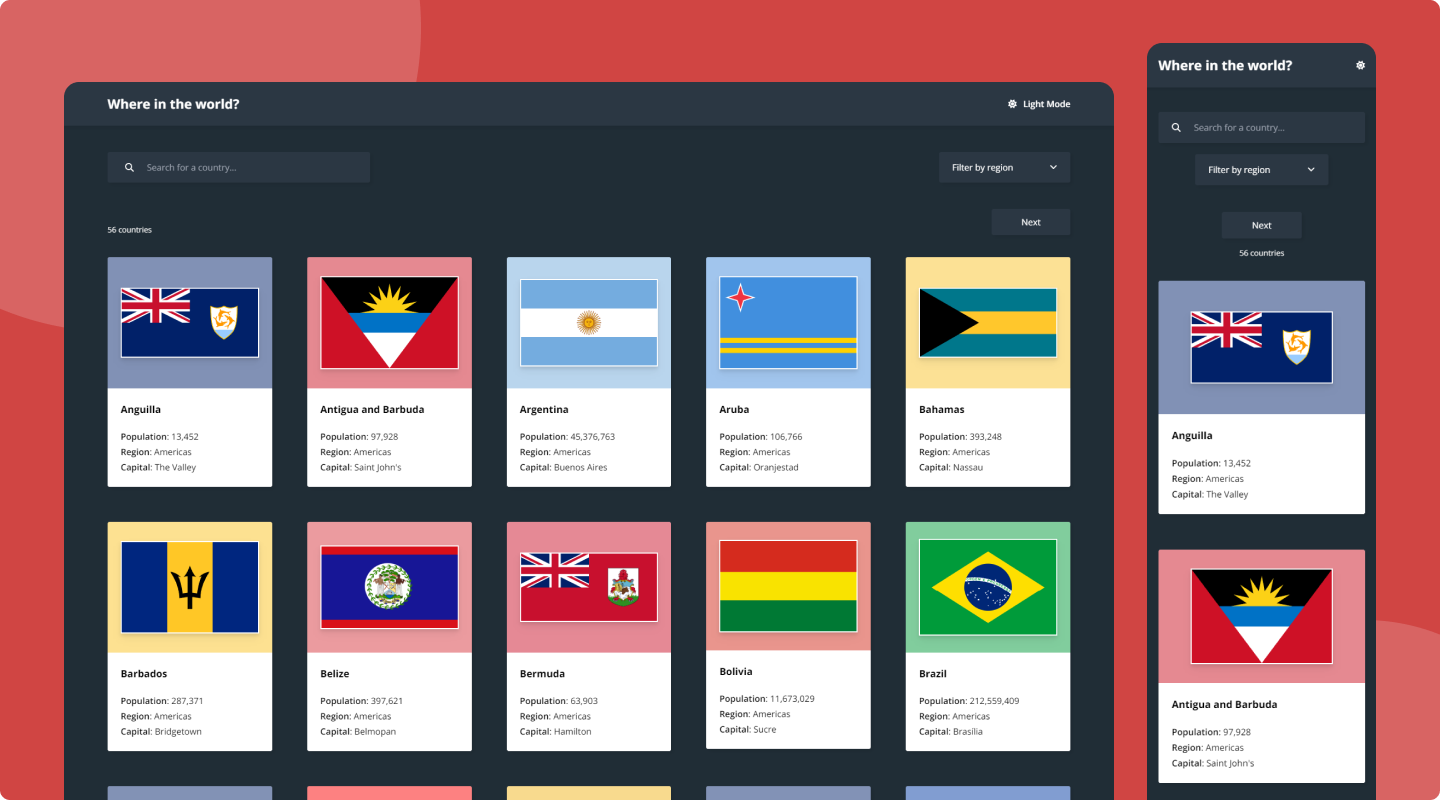 Where in the world?
Light Mode
Search for a country...
Filter by region
56 countries
Next
Anguilla
Population: 13,452
Region: Americas
Capital: The Valley
Antigua and Barbuda
Population: 97,928
Region: Americas
Capital: Saint John's
Argentina
Population: 45,376,763
Region: Americas
Capital: Buenos Aires
Aruba
Population: 106,766
Region: Americas
Capital: Oranjestad
Bahamas
Population: 393,248
Region: Americas
Capital: Nassau
Barbados
Population: 287,371
Region: Americas
Capital: Bridgetown
Belize
Population: 397,621
Region: Americas
Capital: Belmopan
Bermuda
Population: 63,903
Region: Americas
Capital: Hamilton
Bolivia
Population: 11,673,029
Region: Americas
Capital: Sucre
Brazil
Population: 212,559,409
Region: Americas
Capital: Brasília
Where in the world?
Search for a country...
Filter by region
Next
56 countries
Anguilla
Population: 13,452
Region: Americas
Capital: The Valley
Antigua and Barbuda
Population: 97,928
Region: Americas
Capital: Saint John's